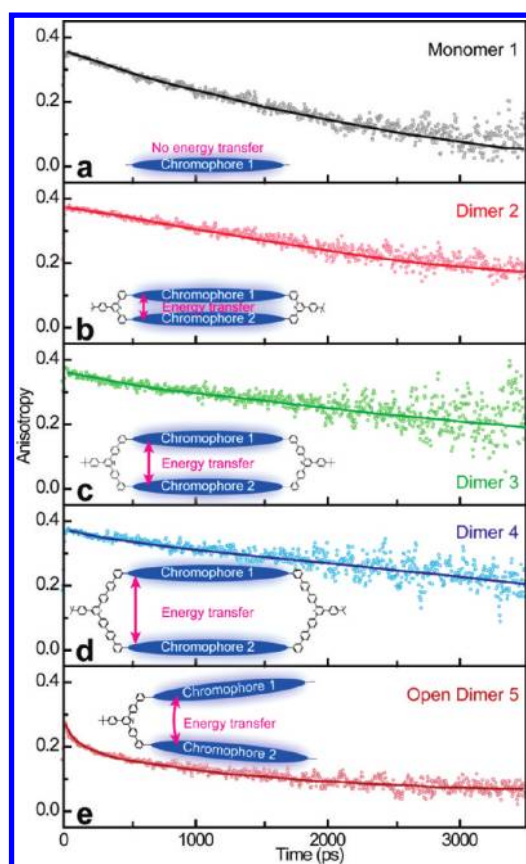 0.4
Monomer 1
0.2
No energy transfer
0.0
a
Chromophore 1
0.4
Dimer 2
0.2
Chromophore 1
Energy transfer
0.0
b
Chromophore 2
Anisotropy
0.4
0.2
Chromophore 1
Energy transfer
Dimer 3
0.0
c
Chromophore 2
0.4
Dimer 4
Chromophore 1
0.2
Energy transfer
0.0
d
Chromophore 2
0.4
Chromophore 1
Open Dimer 5
Energy transfer
0.2
Chromophore 2
0.0
e
0 1000 2000 3000
Time (ps)